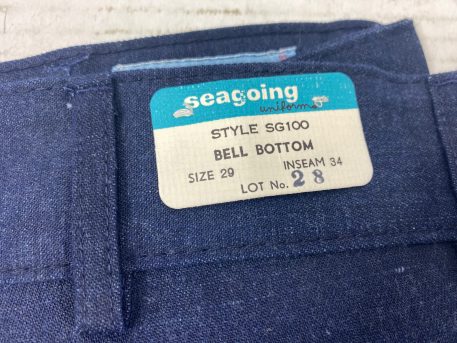 seagoing
uniforms
STYLE SG100
BELL BOTTOM
SIZE 29 INSEAM 34
LOT No. 28